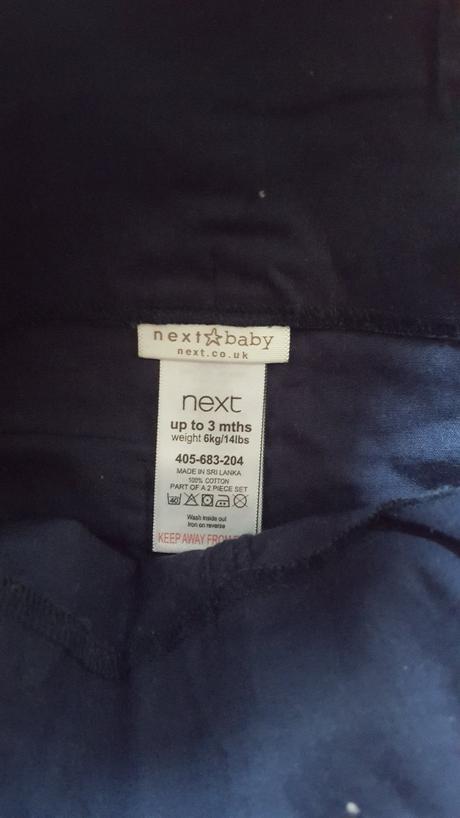 next☆baby
next.co.uk
next
up to 3 mths
weight 6kg/14lbs
405-683-204
MADE IN SRI LANKA
100% COTTON
PART OF A 2 PIECE SET
40
Wash inside out
Iron on reverse
KEEP AWAY FROM